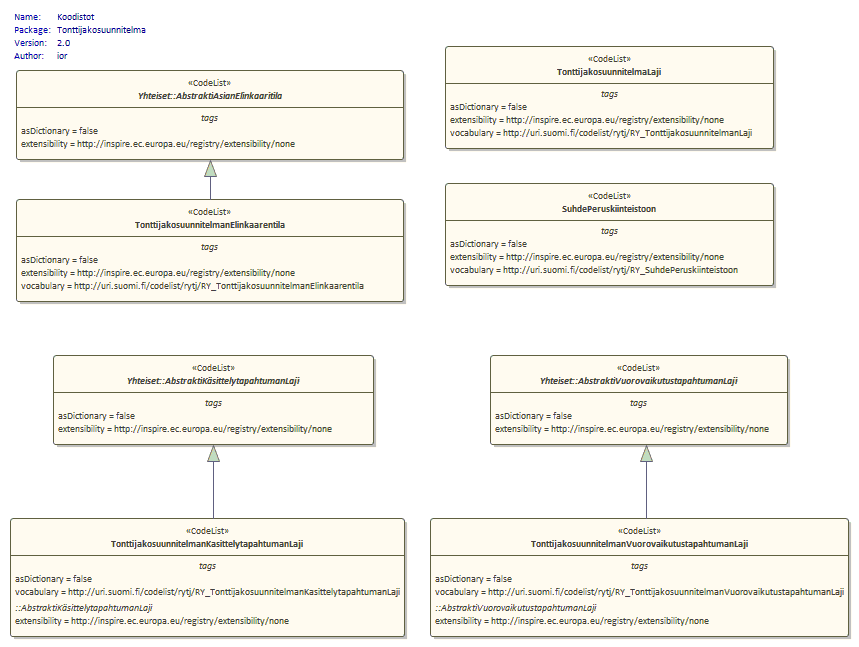 Name: Koodistot
Package: Tonttijakosuunnitelma
Version: 2.0
Author: ior
«CodeList»
Yhteiset::AbstraktiAsianElinkaaritila
tags
asDictionary = false
extensibility = http://inspire.ec.europa.eu/registry/extensibility/none
«CodeList»
TonttijakosuunnitelmaLaji
tags
asDictionary = false
extensibility = http://inspire.ec.europa.eu/registry/extensibility/none
vocabulary = http://uri.suomi.fi/codelist/rytj/RY_TonttijakosuunnitelmanLaji
«CodeList»
TonttijakosuunnitelmanElinkaarentila
tags
asDictionary = false
extensibility = http://inspire.ec.europa.eu/registry/extensibility/none
vocabulary = http://uri.suomi.fi/codelist/rytj/RY_TonttijakosuunnitelmanElinkaarentila
«CodeList»
SuhdePeruskiinteistoon
tags
asDictionary = false
extensibility = http://inspire.ec.europa.eu/registry/extensibility/none
vocabulary = http://uri.suomi.fi/codelist/rytj/RY_SuhdePeruskiinteistoon
«CodeList»
Yhteiset::AbstraktiKäsittelytapahtumanLaji
tags
asDictionary = false
extensibility = http://inspire.ec.europa.eu/registry/extensibility/none
«CodeList»
Yhteiset::AbstraktiVuorovaikutustapahtumanLaji
tags
asDictionary = false
extensibility = http://inspire.ec.europa.eu/registry/extensibility/none
«CodeList»
TonttijakosuunnitelmanKasittelytapahtumanLaji
tags
asDictionary = false
vocabulary = http://uri.suomi.fi/codelist/rytj/RY_TonttijakosuunnitelmanKasittelytapahtumanLaji
::AbstraktiKäsittelytapahtumanLaji
extensibility = http://inspire.ec.europa.eu/registry/extensibility/none
«CodeList»
TonttijakosuunnitelmanVuorovaikutustapahtumanLaji
tags
asDictionary = false
vocabulary = http://uri.suomi.fi/codelist/rytj/RY_TonttijakosuunnitelmanVuorovaikutustapahtumanLaji
::AbstraktiVuorovaikutustapahtumanLaji
extensibility = http://inspire.ec.europa.eu/registry/extensibility/none